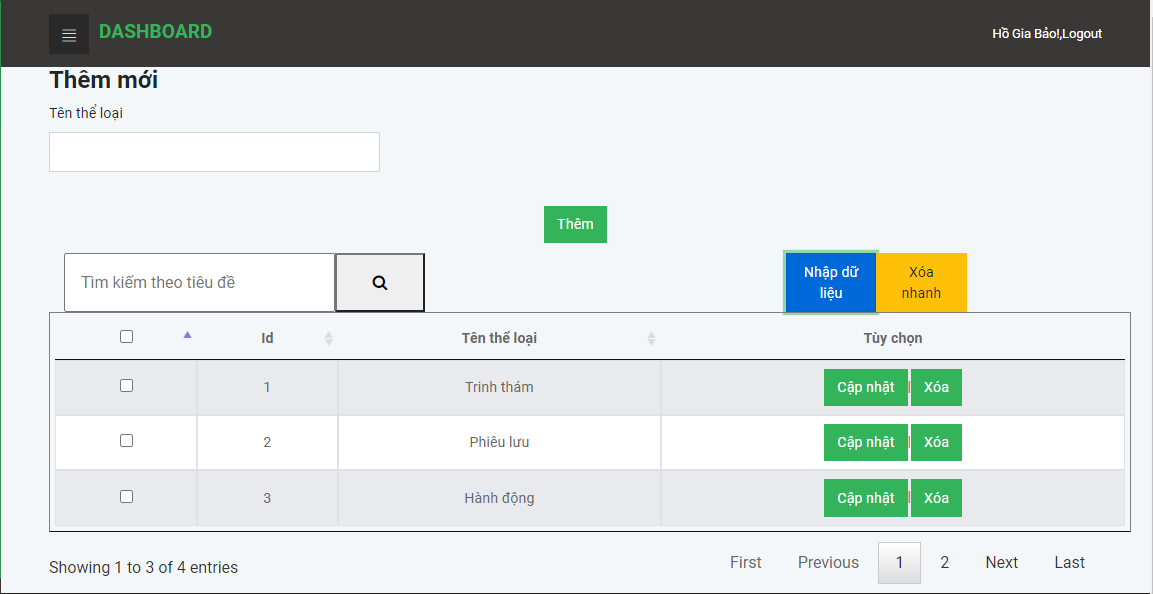 DASHBOARD
Hồ Gia Bảo!,Logout
Thêm mới
Tên thể loại
Thêm
Tìm kiếm theo tiêu đề
Nhập dữ
liệu
Xóa
nhanh
Id Tên thể loại Tùy chọn
1 Trinh thám Cập nhật Xóa
2 Phiêu lưu Cập nhật Xóa
3 Hành động Cập nhật Xóa
Showing 1 to 3 of 4 entries
First Previous 1 2 Next Last